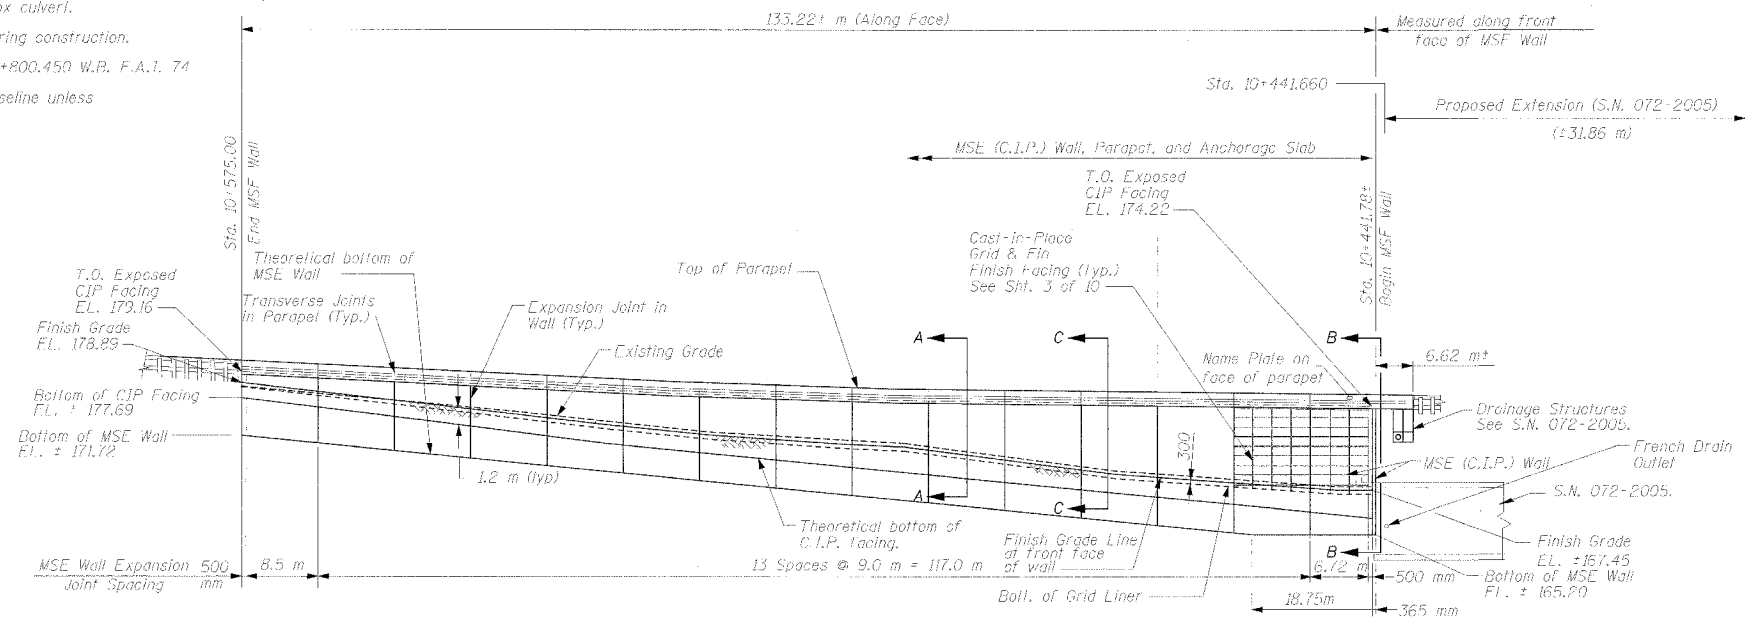 ox culvert.
ring construction.
+800.450 W.B. F.A.I. 74
seline unless
133.22± m (Along Face)
Measured along front
face of MSE Wall
Sta. 10+441.660
Proposed Extension (S.N. 072-2005)
(±31.86 m)
MSE (C.I.P.) Wall, Parapet, and Anchorage Slab
T.O. Exposed
CIP Facing
EL. 174.22
Sta. 10+575.00
End MSE Wall
Sta. 10+441.78±
Begin MSE Wall
Cast-in-Place
Grid & Fin
Finish Facing (Typ.)
See Sht. 3 of 10
Theoretical bottom of
MSE Wall
Top of Parapet
T.O. Exposed
CIP Facing
EL. 179.16
Transverse Joints
in Parapet (Typ.)
Expansion Joint in
Wall (Typ.)
Finish Grade
EL. 178.89
Existing Grade
A
C
B
Name Plate on
face of parapet
6.62 m±
Bottom of CIP Facing
EL. ± 177.69
Bottom of MSE Wall
EL. ± 171.72
Drainage Structures
See S.N. 072-2005.
French Drain
Outlet
300
MSE (C.I.P.) Wall
S.N. 072-2005.
1.2 m (typ)
A
C
B
Theoretical bottom of
C.I.P. facing.
Finish Grade Line
at front face
of wall
Finish Grade
EL. ±167.45
MSE Wall Expansion
Joint Spacing
500
mm
8.5 m
13 Spaces @ 9.0 m = 117.0 m
6.72 m
500 mm
Bottom of MSE Wall
EL. ± 165.20
Bott. of Grid Liner
18.75m
365 mm